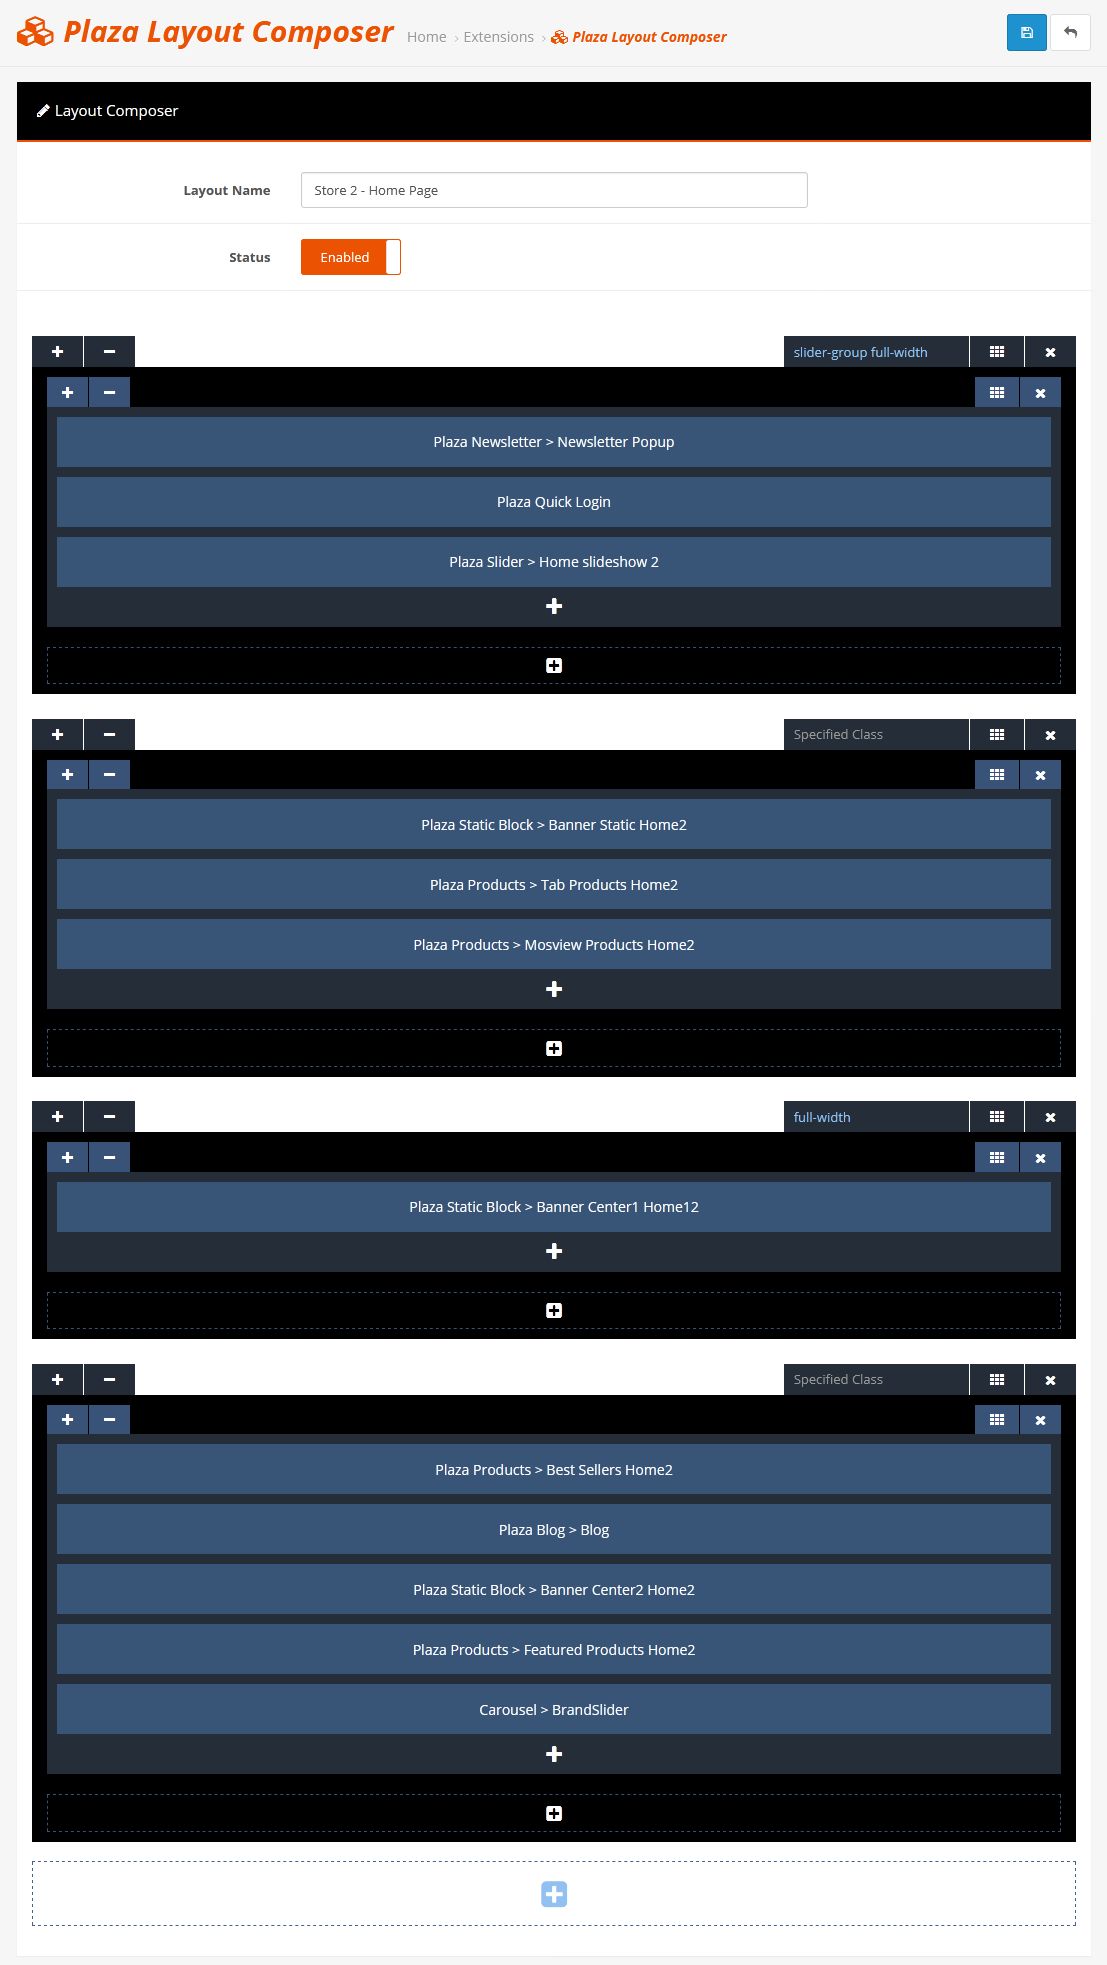 Plaza Layout Composer Home › Extensions › Plaza Layout Composer
Layout Composer
Layout Name Store 2 - Home Page
Status Enabled
slider-group full-width
Plaza Newsletter > Newsletter Popup
Plaza Quick Login
Plaza Slider > Home slideshow 2
Specified Class
Plaza Static Block > Banner Static Home2
Plaza Products > Tab Products Home2
Plaza Products > Mosview Products Home2
full-width
Plaza Static Block > Banner Center1 Home12
Specified Class
Plaza Products > Best Sellers Home2
Plaza Blog > Blog
Plaza Static Block > Banner Center2 Home2
Plaza Products > Featured Products Home2
Carousel > BrandSlider